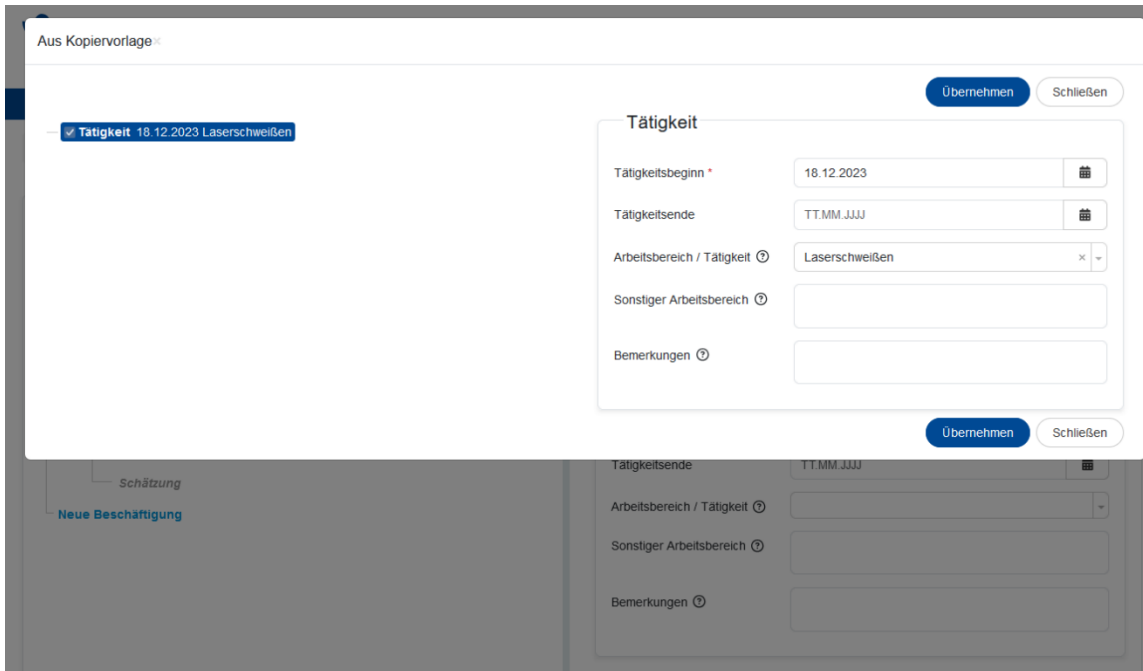 Aus Kopiervorlage×
Übernehmen Schließen
Tätigkeit 18.12.2023 Laserschweißen
Tätigkeit
Tätigkeitsbeginn * 18.12.2023
Tätigkeitsende TT.MM.JJJJ
Arbeitsbereich / Tätigkeit Laserschweißen ×
Sonstiger Arbeitsbereich
Bemerkungen
Übernehmen Schließen
Tätigkeitsende TT.MM.JJJJ
Schätzung
Neue Beschäftigung
Arbeitsbereich / Tätigkeit
Sonstiger Arbeitsbereich
Bemerkungen